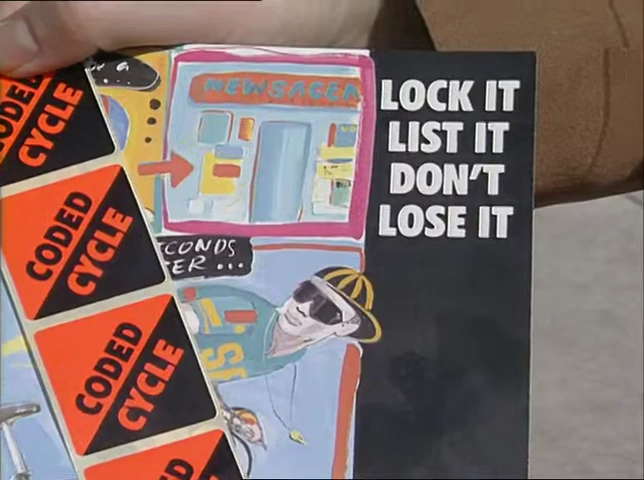 NEWSAGEN
LOCK IT
LIST IT
DON'T
LOSE IT
CODED
CYCLE
CODED
CYCLE
CODED
CYCLE